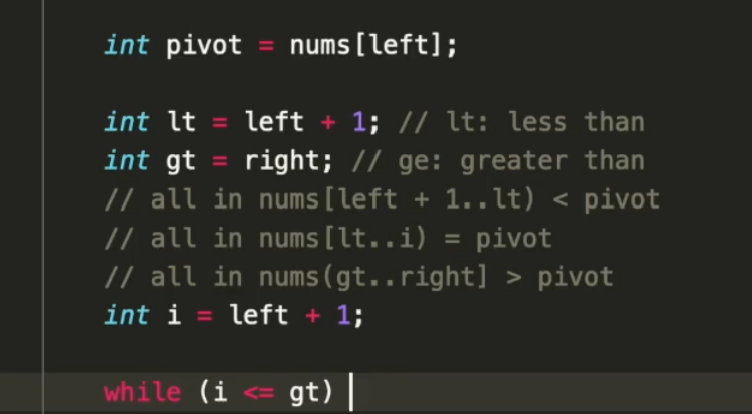 int pivot = nums[left];
int lt = left + 1; // lt: less than
int gt = right; // ge: greater than
// all in nums[left + 1..lt) < pivot
// all in nums[lt..i) = pivot
// all in nums(gt..right] > pivot
int i = left + 1;
while (i <= gt)